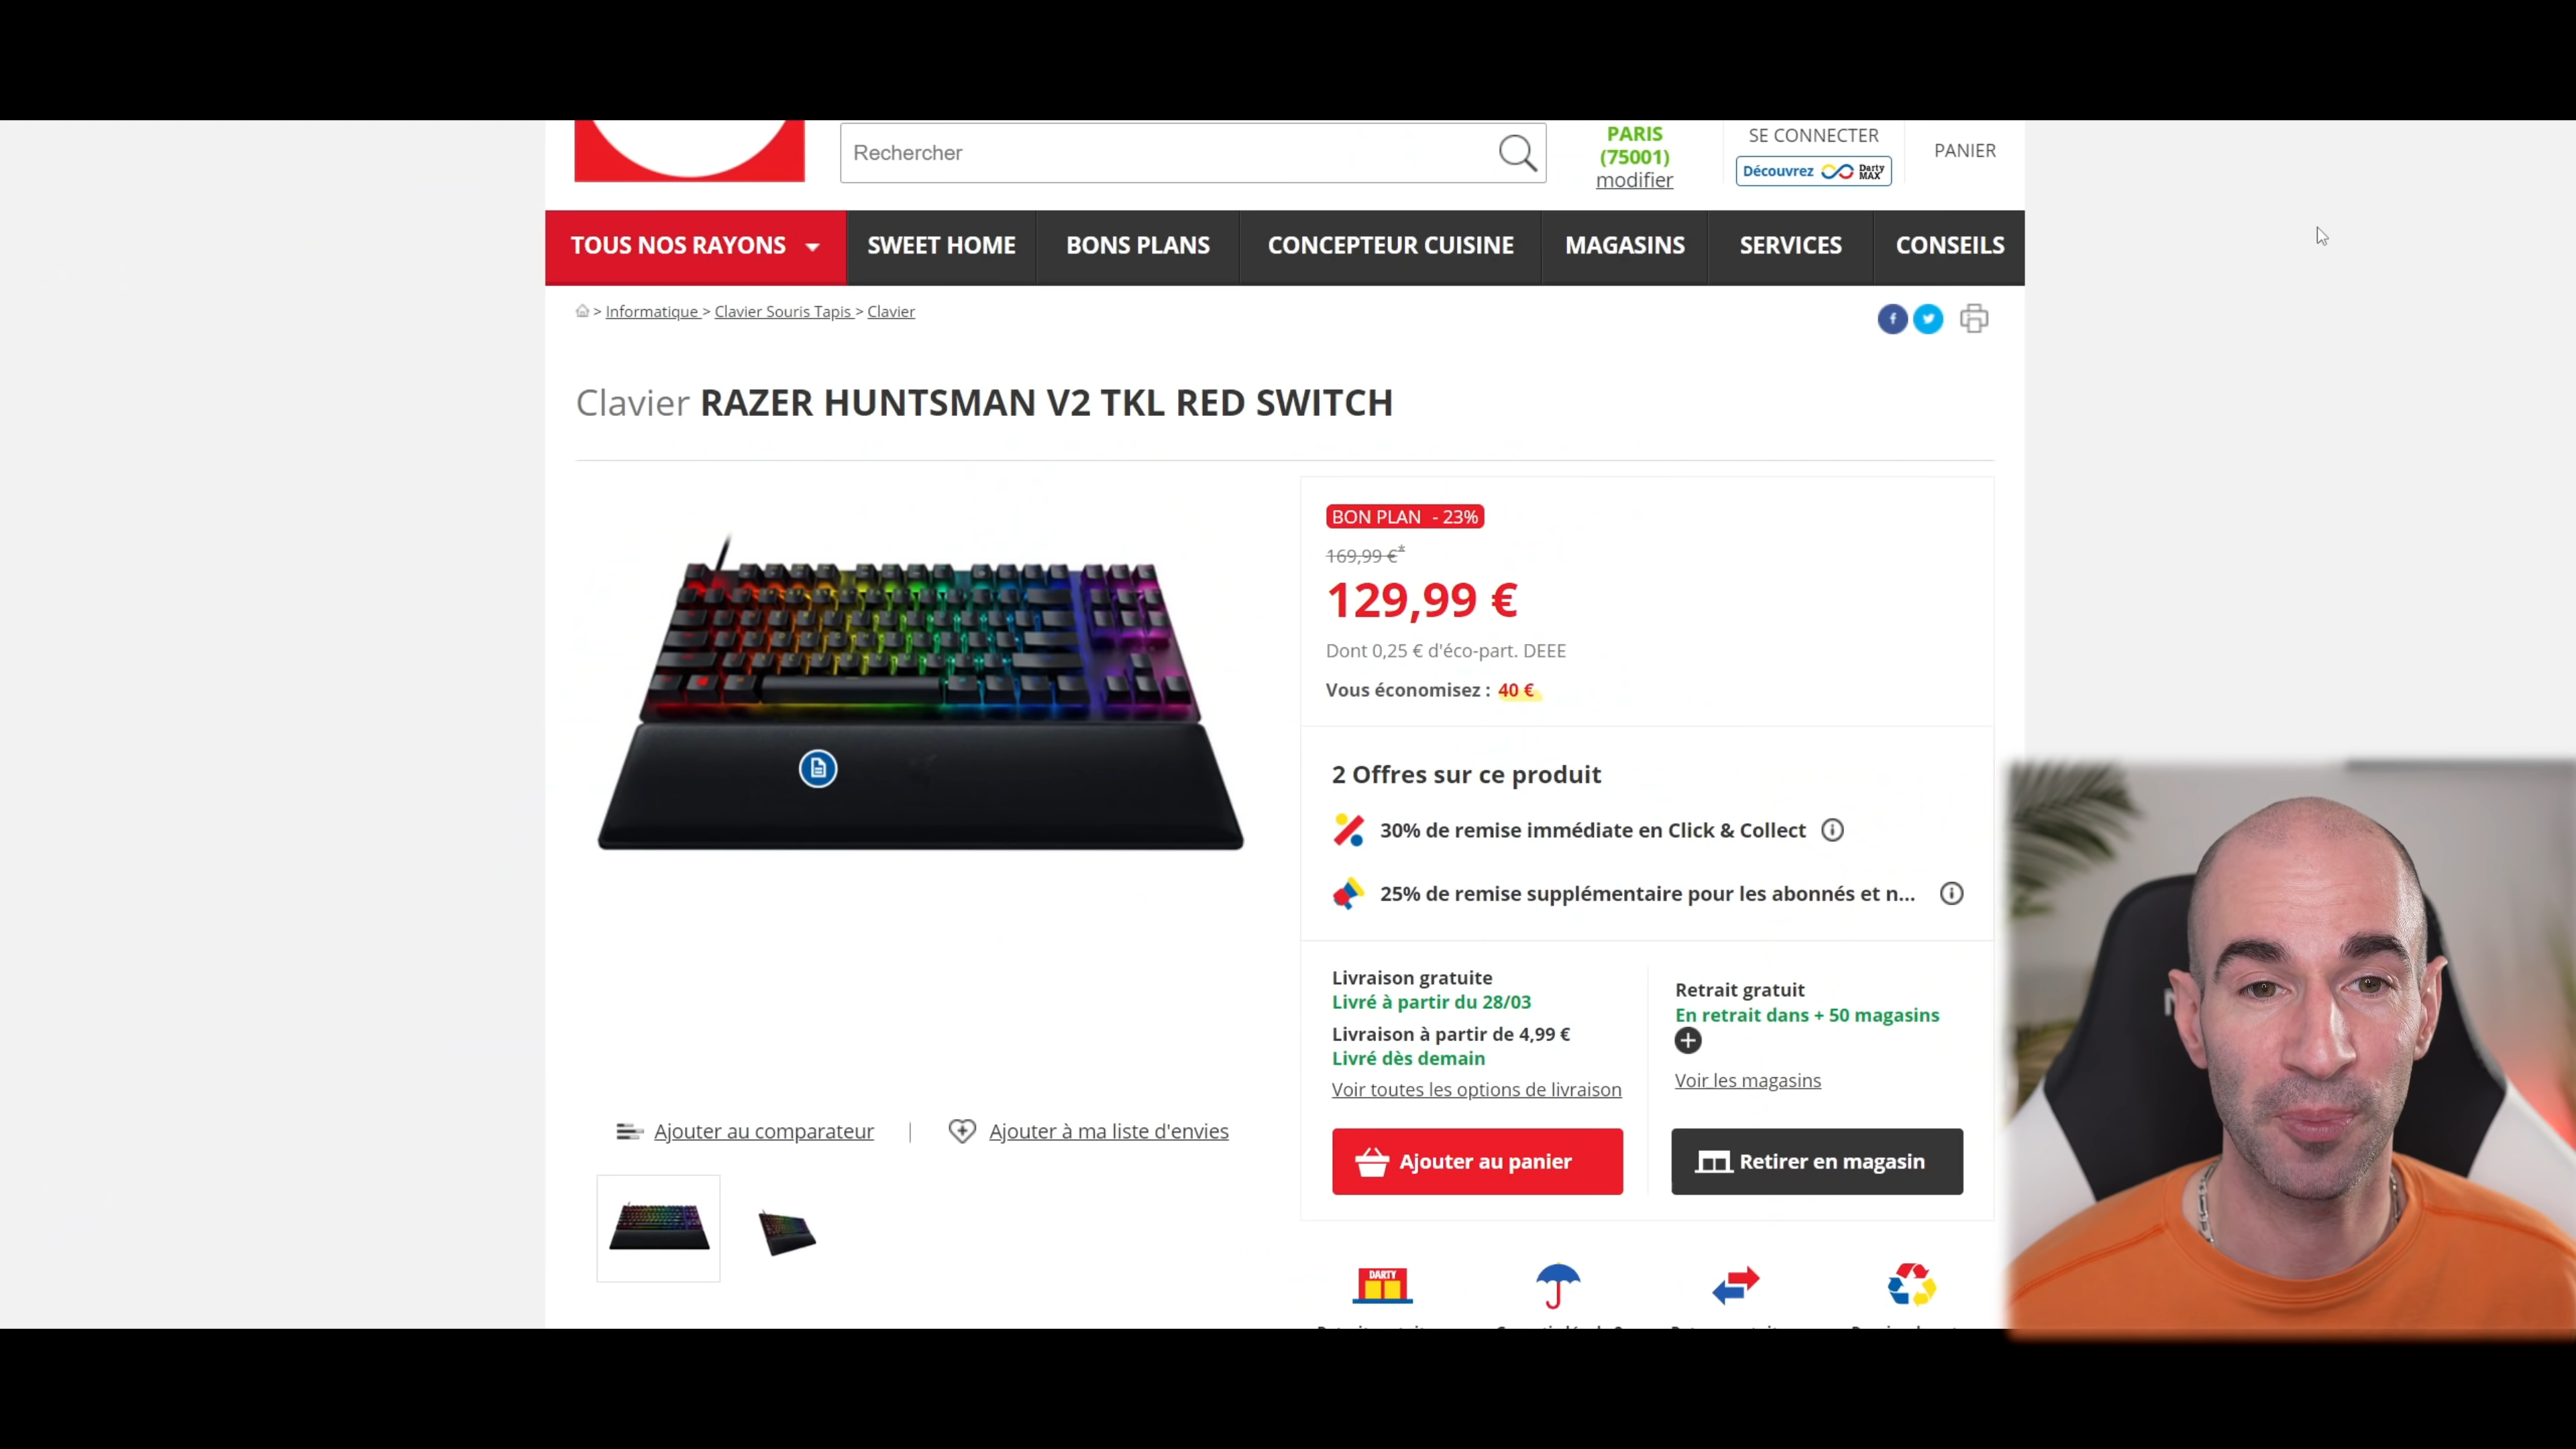 Rechercher
PARIS
(75001)
modifier
SE CONNECTER
Découvrez Darty MAX
PANIER
TOUS NOS RAYONS
SWEET HOME
BONS PLANS
CONCEPTEUR CUISINE
MAGASINS
SERVICES
CONSEILS
> Informatique > Clavier Souris Tapis > Clavier
Clavier RAZER HUNTSMAN V2 TKL RED SWITCH
BON PLAN - 23%
169,99 €*
129,99 €
Dont 0,25 € d'éco-part. DEEE
Vous économisez : 40 €
2 Offres sur ce produit
30% de remise immédiate en Click & Collect
25% de remise supplémentaire pour les abonnés et n...
Livraison gratuite
Livré à partir du 28/03
Livraison à partir de 4,99 €
Livré dès demain
Voir toutes les options de livraison
Retrait gratuit
En retrait dans + 50 magasins
Voir les magasins
Ajouter au panier
Retirer en magasin
Ajouter au comparateur
Ajouter à ma liste d'envies
DARTY